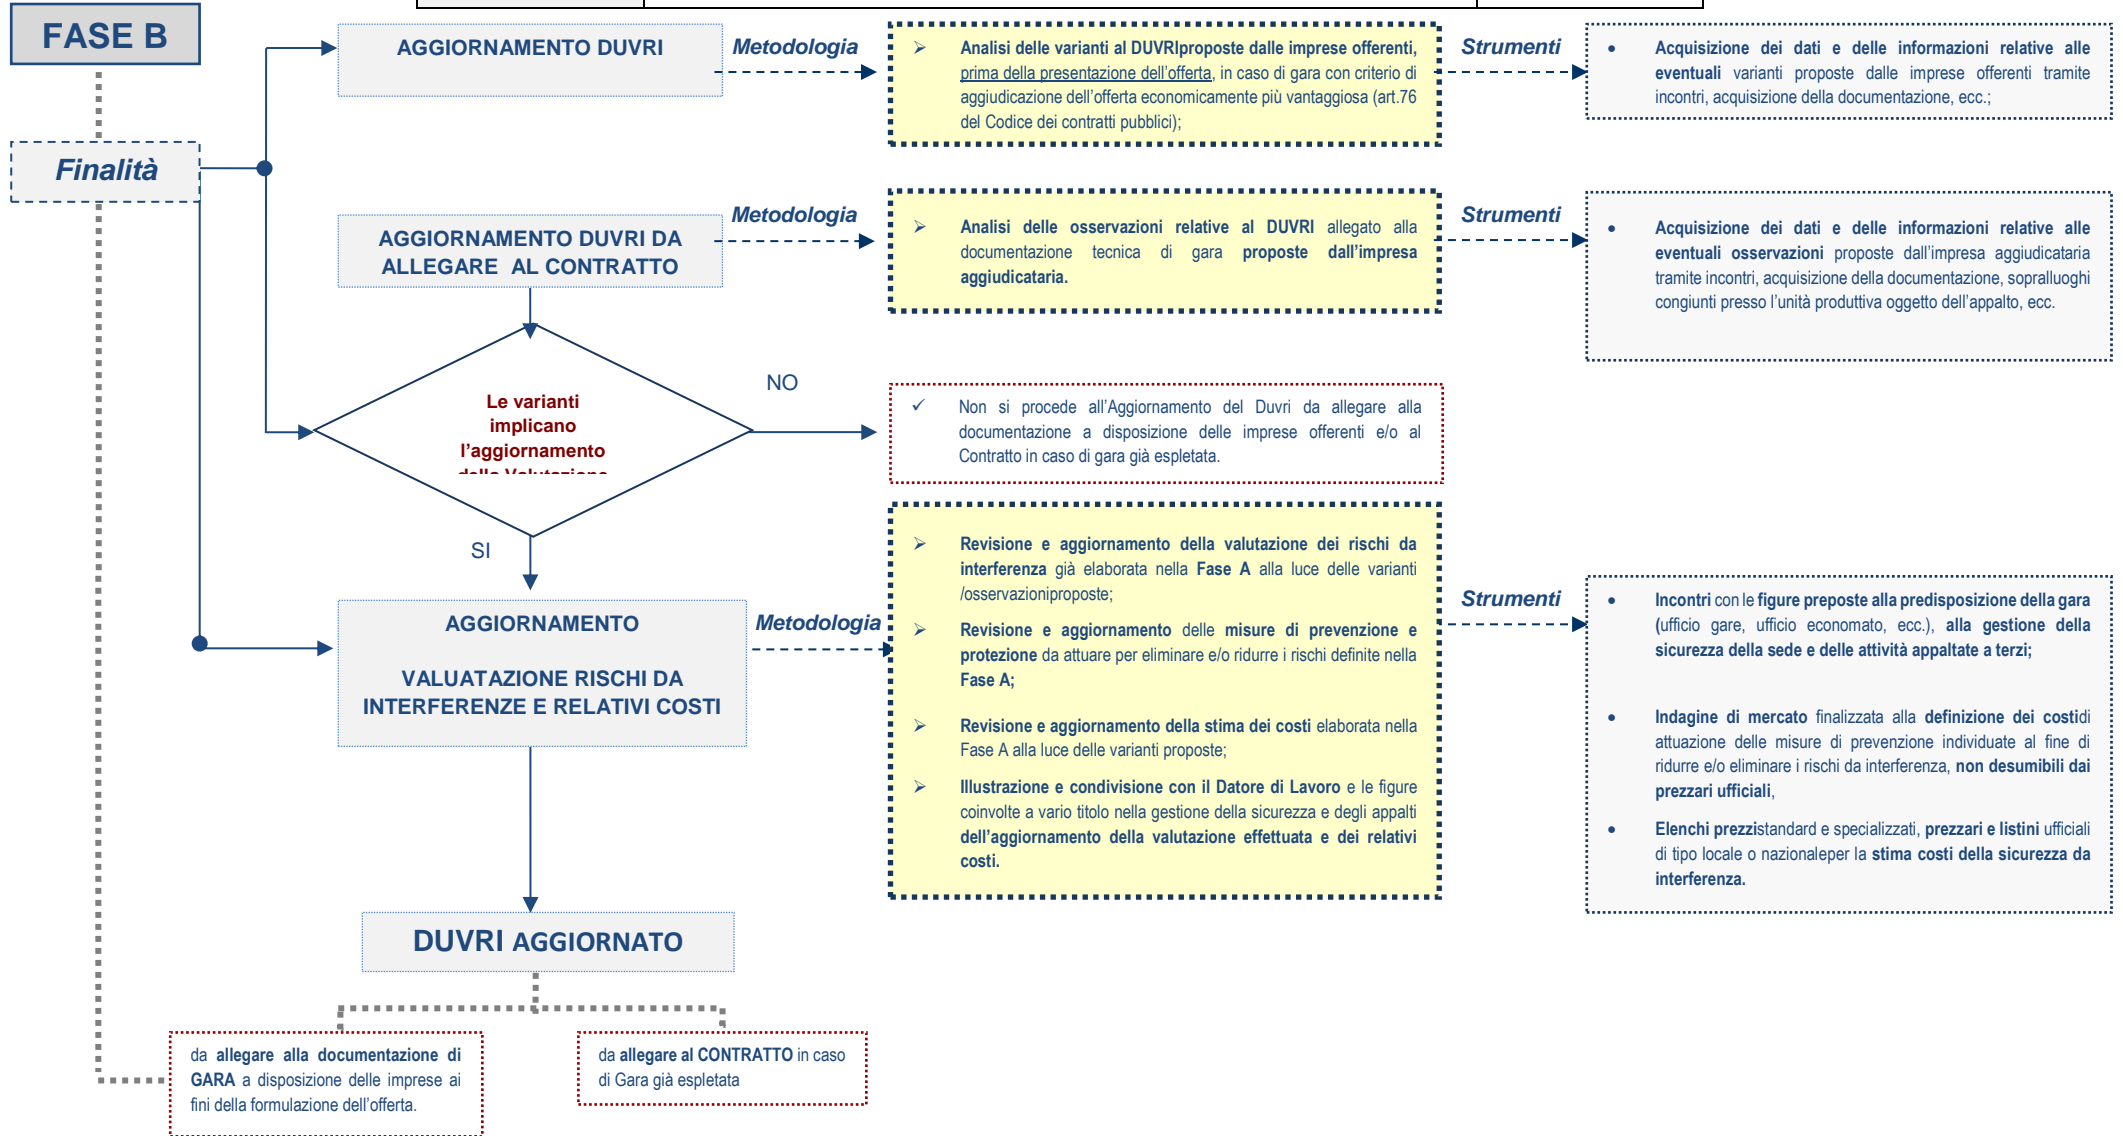 FASE B
Finalità
AGGIORNAMENTO DUVRI
Metodologia
➢ Analisi delle varianti al DUVRIproposte dalle imprese offerenti,
prima della presentazione dell'offerta, in caso di gara con criterio di
aggiudicazione dell'offerta economicamente più vantaggiosa (art.76
del Codice dei contratti pubblici);
Strumenti
• Acquisizione dei dati e delle informazioni relative alle
eventuali varianti proposte dalle imprese offerenti tramite
incontri, acquisizione della documentazione, ecc.;
AGGIORNAMENTO DUVRI DA
ALLEGARE AL CONTRATTO
Metodologia
➢ Analisi delle osservazioni relative al DUVRI allegato alla
documentazione tecnica di gara proposte dall'impresa
aggiudicataria.
Strumenti
• Acquisizione dei dati e delle informazioni relative alle
eventuali osservazioni proposte dall'impresa aggiudicataria
tramite incontri, acquisizione della documentazione, sopralluoghi
congiunti presso l'unità produttiva oggetto dell'appalto, ecc.
Le varianti
implicano
l'aggiornamento
della Valutazione
NO
✓ Non si procede all'Aggiornamento del Duvri da allegare alla
documentazione a disposizione delle imprese offerenti e/o al
Contratto in caso di gara già espletata.
SI
AGGIORNAMENTO
VALUATAZIONE RISCHI DA
INTERFERENZE E RELATIVI COSTI
Metodologia
➢ Revisione e aggiornamento della valutazione dei rischi da
interferenza già elaborata nella Fase A alla luce delle varianti
/osservazioniproposte;
➢ Revisione e aggiornamento delle misure di prevenzione e
protezione da attuare per eliminare e/o ridurre i rischi definite nella
Fase A;
➢ Revisione e aggiornamento della stima dei costi elaborata nella
Fase A alla luce delle varianti proposte;
➢ Illustrazione e condivisione con il Datore di Lavoro e le figure
coinvolte a vario titolo nella gestione della sicurezza e degli appalti
dell'aggiornamento della valutazione effettuata e dei relativi
costi.
Strumenti
• Incontri con le figure preposte alla predisposizione della gara
(ufficio gare, ufficio economato, ecc.), alla gestione della
sicurezza della sede e delle attività appaltate a terzi;
• Indagine di mercato finalizzata alla definizione dei costidi
attuazione delle misure di prevenzione individuate al fine di
ridurre e/o eliminare i rischi da interferenza, non desumibili dai
prezzari ufficiali,
• Elenchi prezzistandard e specializzati, prezzari e listini ufficiali
di tipo locale o nazionaleper la stima costi della sicurezza da
interferenza.
DUVRI AGGIORNATO
da allegare alla documentazione di
GARA a disposizione delle imprese ai
fini della formulazione dell'offerta.
da allegare al CONTRATTO in caso
di Gara già espletata